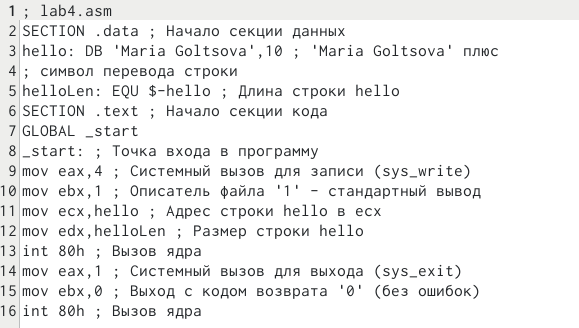 1 ; lab4.asm
2 SECTION .data ; Начало секции данных
3 hello: DB 'Maria Goltsova',10 ; 'Maria Goltsova' плюс
4 ; символ перевода строки
5 helloLen: EQU $-hello ; Длина строки hello
6 SECTION .text ; Начало секции кода
7 GLOBAL _start
8 _start: ; Точка входа в программу
9 mov eax,4 ; Системный вызов для записи (sys_write)
10 mov ebx,1 ; Описатель файла '1' - стандартный вывод
11 mov ecx,hello ; Адрес строки hello в ecx
12 mov edx,helloLen ; Размер строки hello
13 int 80h ; Вызов ядра
14 mov eax,1 ; Системный вызов для выхода (sys_exit)
15 mov ebx,0 ; Выход с кодом возврата '0' (без ошибок)
16 int 80h ; Вызов ядра